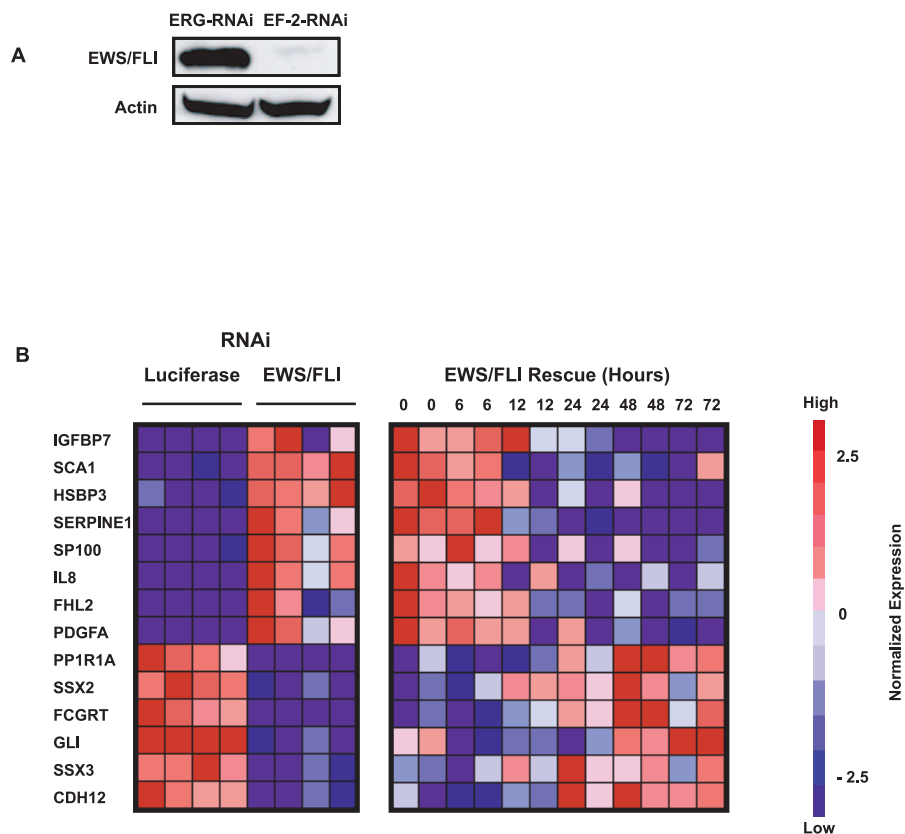 ERG-RNAi EF-2-RNAi
A
EWS/FLI
Actin
B
RNAi
Luciferase EWS/FLI
EWS/FLI Rescue (Hours)
0 0 6 6 12 12 24 24 48 48 72 72
IGFBP7
SCA1
HSBP3
SERPINE1
SP100
IL8
FHL2
PDGFA
PP1R1A
SSX2
FCGRT
GLI
SSX3
CDH12
High
2.5
0
- 2.5
Low
Normalized Expression